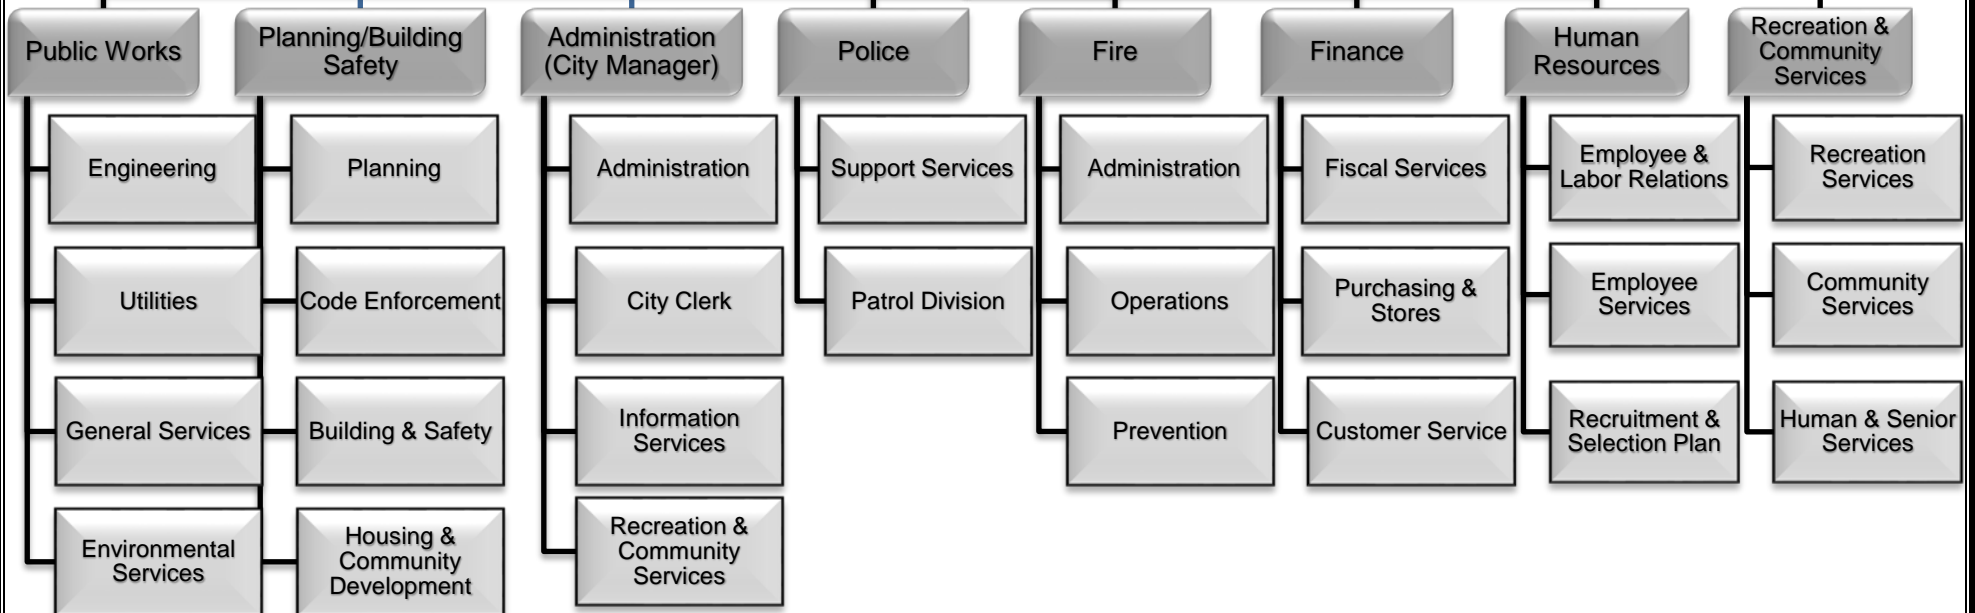 Public Works
Planning/Building
Safety
Administration
(City Manager)
Police
Fire
Finance
Human
Resources
Recreation &
Community
Services
Engineering
Planning
Administration
Support Services
Administration
Fiscal Services
Employee &
Labor Relations
Recreation
Services
Utilities
Code Enforcement
City Clerk
Patrol Division
Operations
Purchasing &
Stores
Employee
Services
Community
Services
General Services
Building & Safety
Information
Services
Prevention
Customer Service
Recruitment &
Selection Plan
Human & Senior
Services
Environmental
Services
Housing &
Community
Development
Recreation &
Community
Services